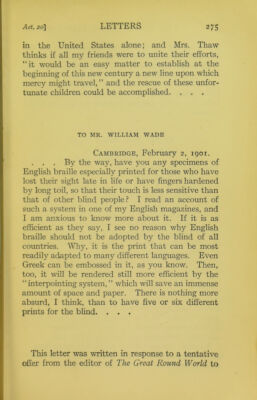 Aet. 20] LETTERS 275
in the United States alone; and Mrs. Thaw
thinks if all my friends were to unite their efforts,
"it would be an easy matter to establish at the
beginning of this new century a new line upon which
mercy might travel," and the rescue of these unfor-
tunate children could be accomplished. . . .
TO MR. WILLIAM WADE
CAMBRIDGE, February 2, 1901.
. . . By the way, have you any specimens of
English braille especially printed for those who have
lost their sight late in life or have fingers hardened
by long toil, so that their touch is less sensitive than
that of other blind people? I read an account of
such a system in one of my English magazines, and
I am anxious to know more about it. If it is as
efficient as they say, I see no reason why English
braille should not be adopted by the blind of all
countries. Why, it is the print that can be most
readily adapted to many different languages. Even
Greek can be embossed in it, as you know. Then,
too, it will be rendered still more efficient by the
"interpointing system," which will save an immense
amount of space and paper. There is nothing more
absurd, I think, than to have five or six different
prints for the blind. . . .
This letter was written in response to a tentative
offer from the editor of The Great Round World to